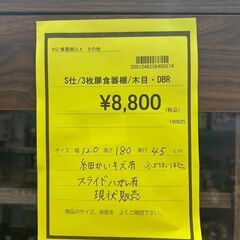 KG/食器棚□4 その他
2001246256400574
S仕/3枚扉食器棚/木目・DBR
¥8,800
(税込)
190825
サイズ: 幅 120 高さ 180 奥行 45 cm
細かいキズ有
スライドハガレ有
現状販売
商品のサイズ、状態を よくご確認下さい。